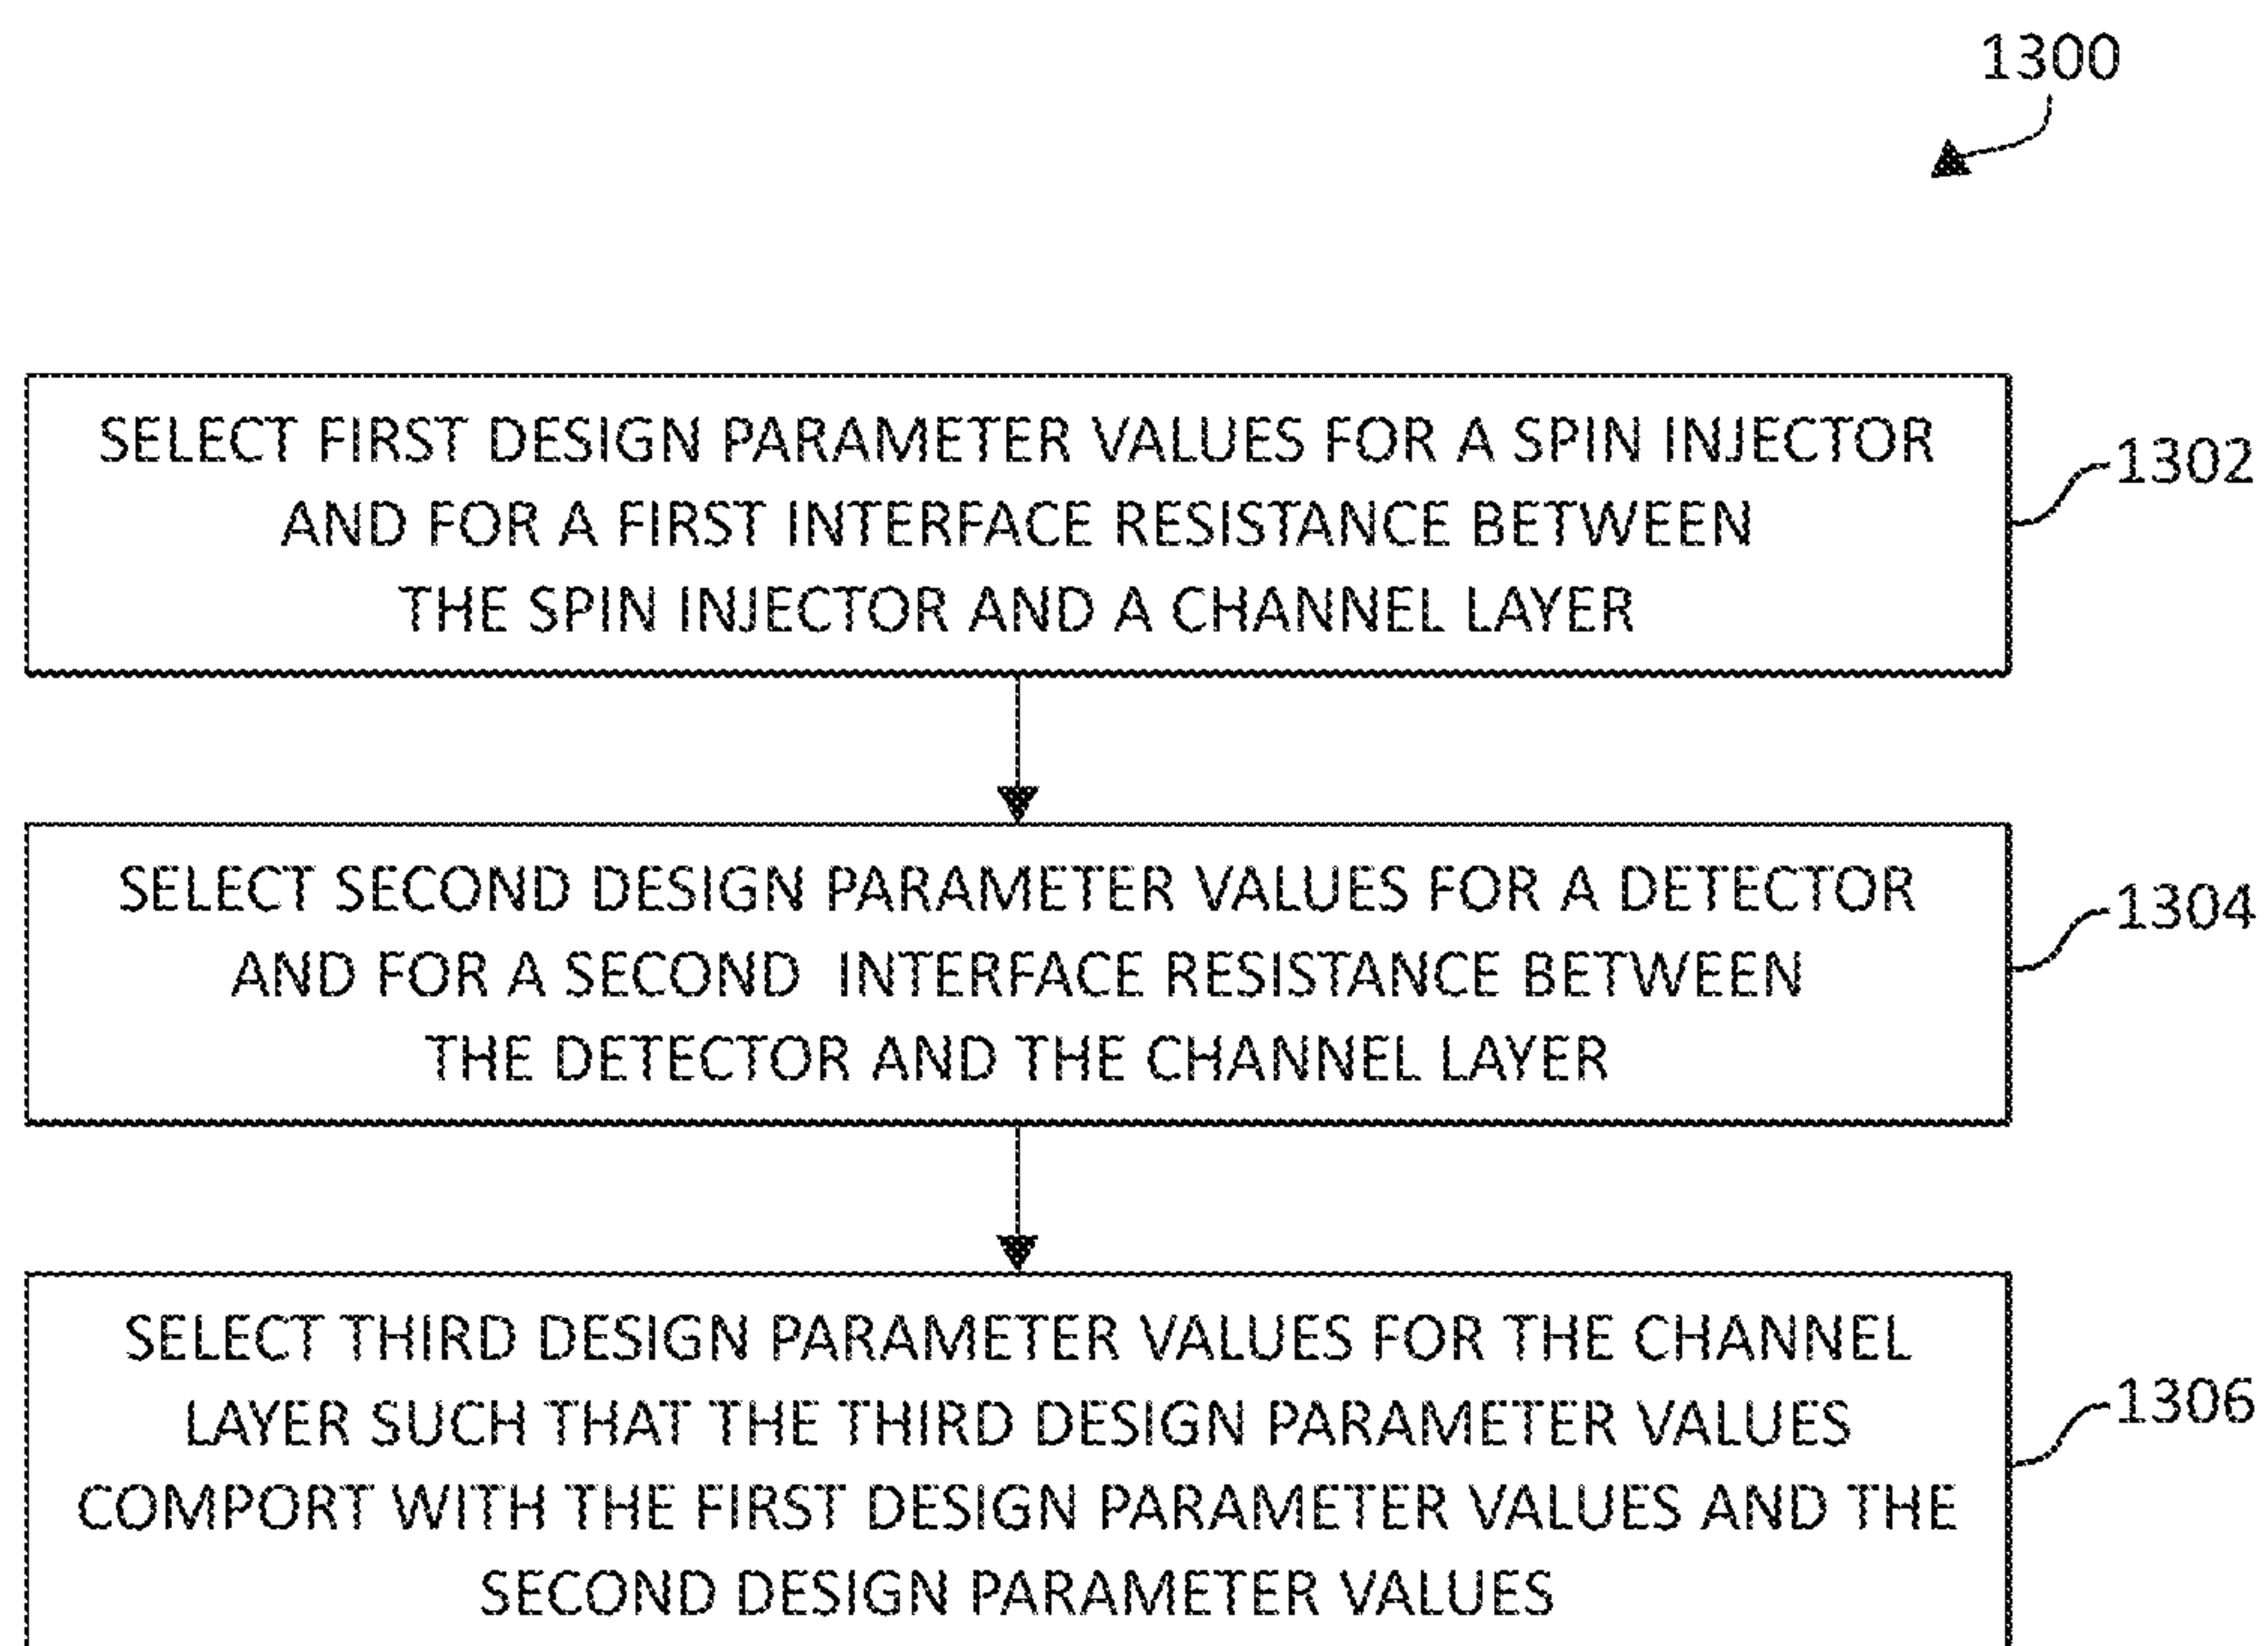 1300
SELECT FIRST DESIGN PARAMETER VALUES FOR A SPIN INJECTOR
AND FOR A FIRST INTERFACE RESISTANCE BETWEEN
THE SPIN INJECTOR AND A CHANNEL LAYER
1302
SELECT SECOND DESIGN PARAMETER VALUES FOR A DETECTOR
AND FOR A SECOND INTERFACE RESISTANCE BETWEEN
THE DETECTOR AND THE CHANNEL LAYER
1304
SELECT THIRD DESIGN PARAMETER VALUES FOR THE CHANNEL
LAYER SUCH THAT THE THIRD DESIGN PARAMETER VALUES
COMPORT WITH THE FIRST DESIGN PARAMETER VALUES AND THE
SECOND DESIGN PARAMETER VALUES
1306